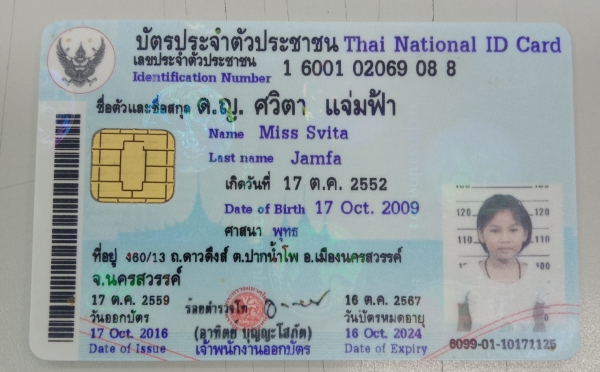 บัตรประจำตัวประชาชน Thai National ID Card
เลขประจำตัวประชาชน
Identification Number 1 6001 02069 08 8
ชื่อตัวและชื่อสกุล ด.ญ. ศวิตา แจ่มฟ้า
Name Miss Svita
Last name Jamfa
เกิดวันที่ 17 ต.ค. 2552
Date of Birth 17 Oct. 2009
ศาสนา พุทธ
ที่อยู่ ง60/13 ถ.ดาวดึงส์ ต.ปากน้ำโพ อ.เมืองนครสวรรค์
จ.นครสวรรค์
17 ต.ค. 2559
วันออกบัตร
17 Oct. 2016
Date of Issue
ร้อยตำรวจโท
(อาทิตย์ บุญญะโสภัต)
เจ้าพนักงานออกบัตร
16 ต.ค. 2567
วันบัตรหมดอายุ
16 Oct. 2024
Date of Expiry
120 120
110 110
100
6099-01-10171125